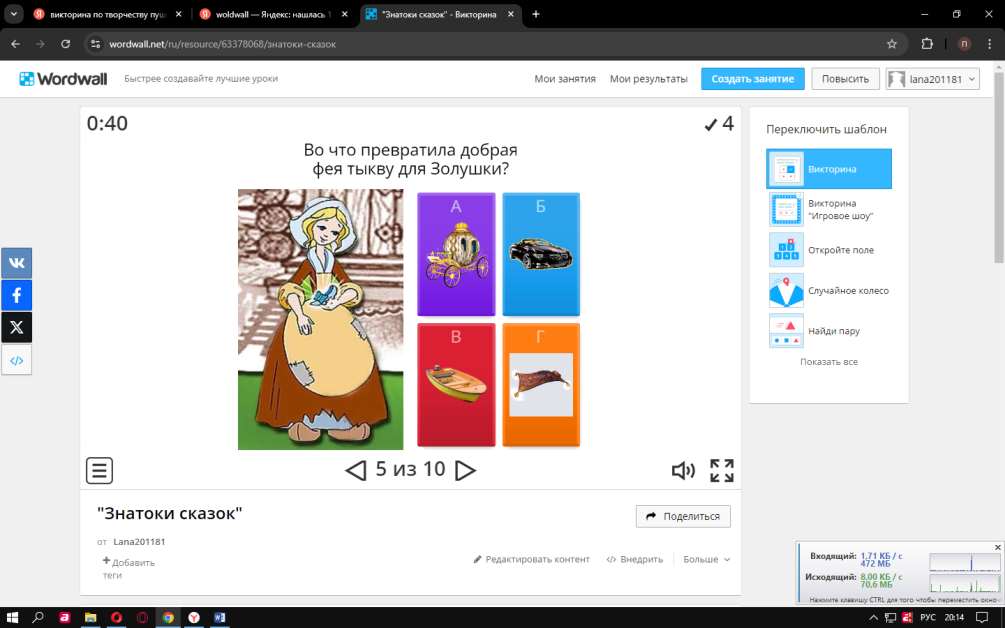 викторина по творчеству пуш
woldwall — Яндекс: нашлась 1
"Знатоки сказок" - Викторина
wordwall.net/ru/resource/63378068/знатоки-сказок
П
Wordwall
Быстрее создавайте лучшие уроки
Мои занятия
Мои результаты
Создать занятие
Повысить
lana201181
0:40
4
Во что превратила добрая
фея тыкву для Золушки?
А
Б
В
Г
5 из 10
Переключить шаблон
Викторина
Викторина
"Игровое шоу"
Откройте поле
Случайное колесо
Найди пару
Показать все
"Знатоки сказок"
Поделиться
от Lana201181
Добавить
теги
Редактировать контент
Внедрить
Больше
Входящий: 1,71 КБ / с
472 МБ
Исходящий: 8,00 КБ / с
70,6 МБ
Нажмите клавишу CTRL для того чтобы переместить окно
РУС
20:14